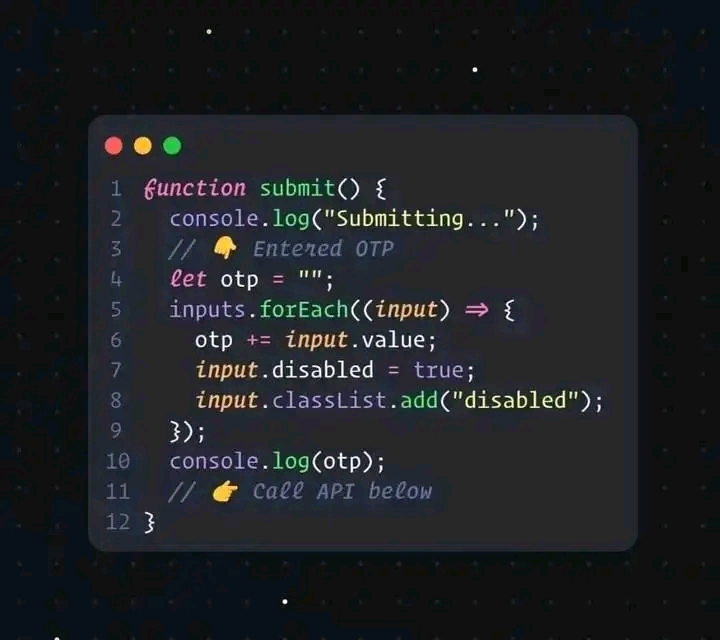 1 function submit() {
2 console.log("Submitting...");
3 // 👇 Entered OTP
4 let otp = "";
5 inputs.forEach((input) => {
6 otp += input.value;
7 input.disabled = true;
8 input.classList.add("disabled");
9 });
10 console.log(otp);
11 // 👉 Call API below
12 }